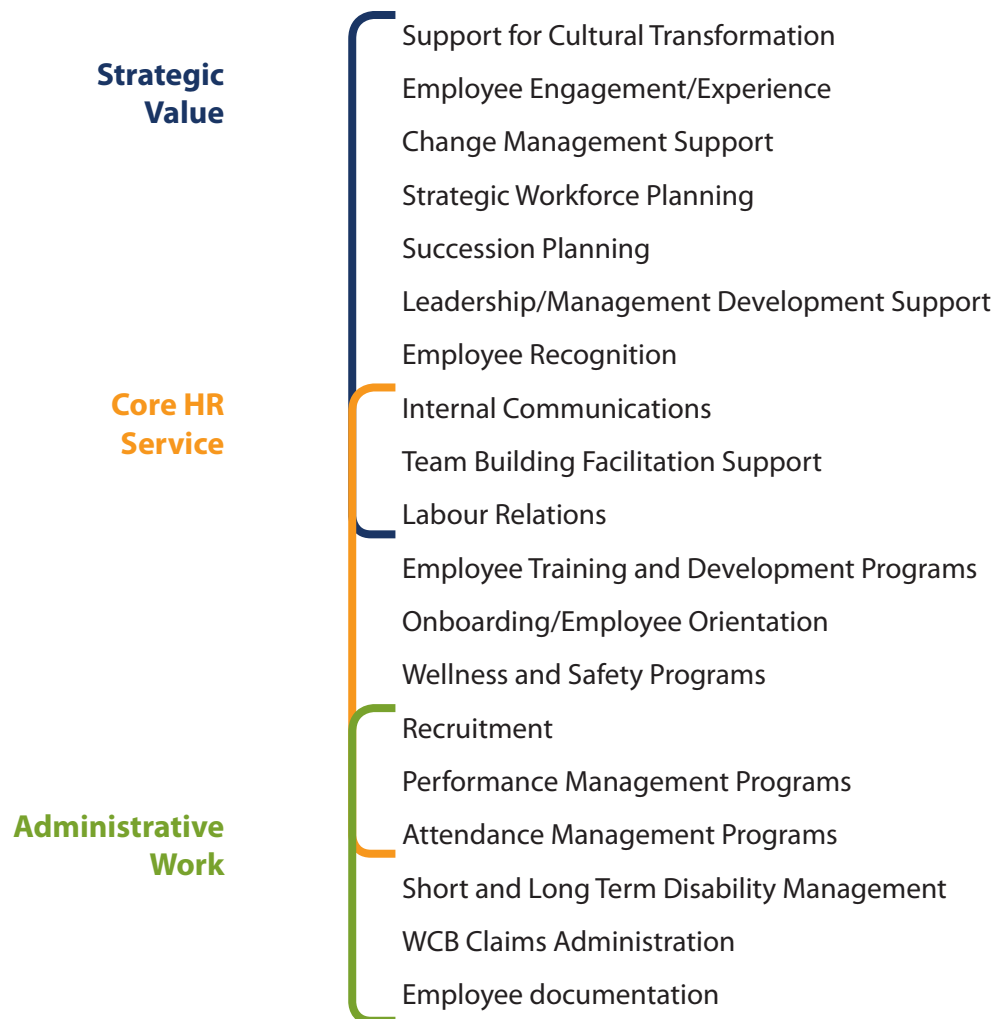 Support for Cultural Transformation
Strategic
Value
Employee Engagement/Experience
Change Management Support
Strategic Workforce Planning
Succession Planning
Leadership/Management Development Support
Employee Recognition
Core HR
Service
Internal Communications
Team Building Facilitation Support
Labour Relations
Employee Training and Development Programs
Onboarding/Employee Orientation
Wellness and Safety Programs
Recruitment
Performance Management Programs
Administrative
Work
Attendance Management Programs
Short and Long Term Disability Management
WCB Claims Administration
Employee documentation